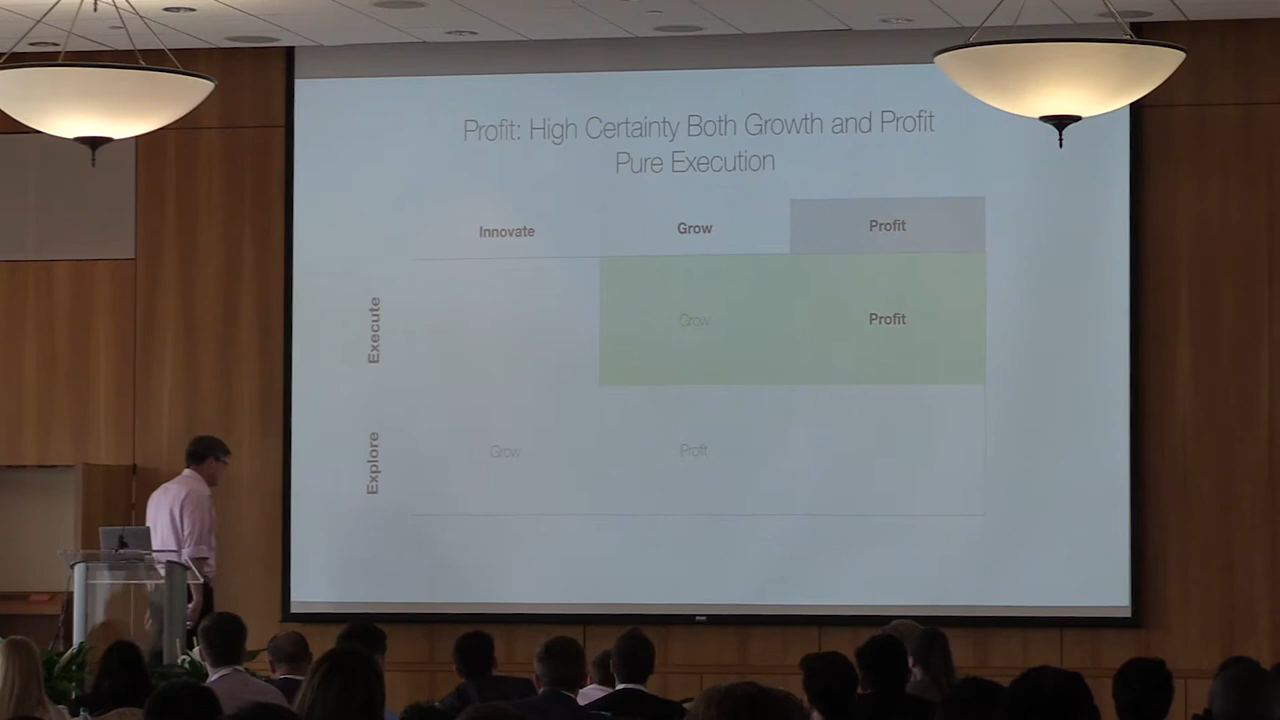 Profit: High Certainty Both Growth and Profit
Pure Execution
Innovate Grow Profit
Execute Grow Profit
Explore Grow Profit